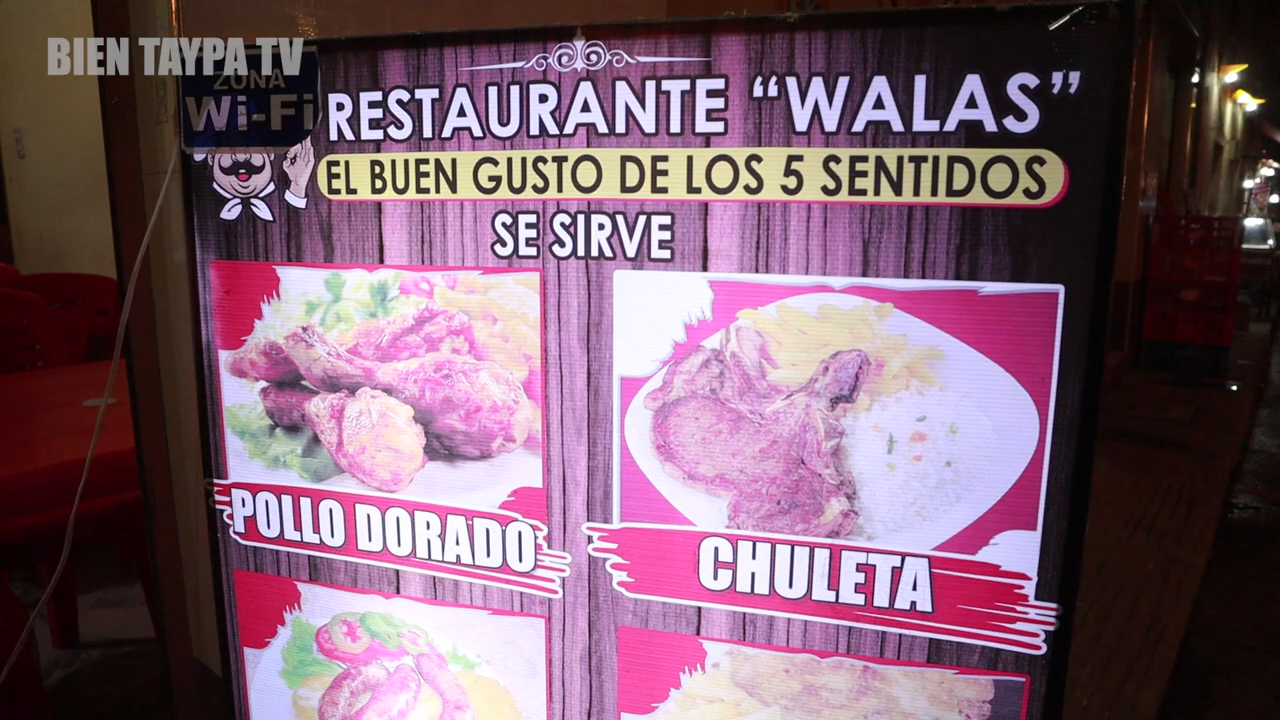 BIEN TAYPA TV
ZONA
Wi-Fi
RESTAURANTE “WALAS”
EL BUEN GUSTO DE LOS 5 SENTIDOS
SE SIRVE
POLLO DORADO
CHULETA